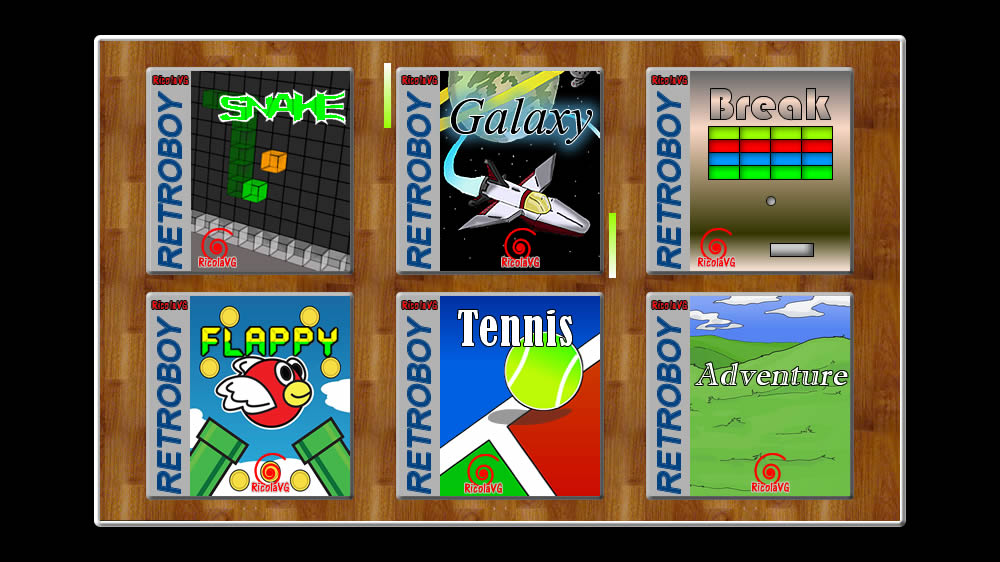 RicolaVG
RETROBOY
SNAKE
RicolaVG
RicolaVG
RETROBOY
Galaxy
RicolaVG
RicolaVG
RETROBOY
Break
RicolaVG
RicolaVG
RETROBOY
FLAPPY
RicolaVG
RicolaVG
RETROBOY
Tennis
RicolaVG
RicolaVG
RETROBOY
Adventure
RicolaVG